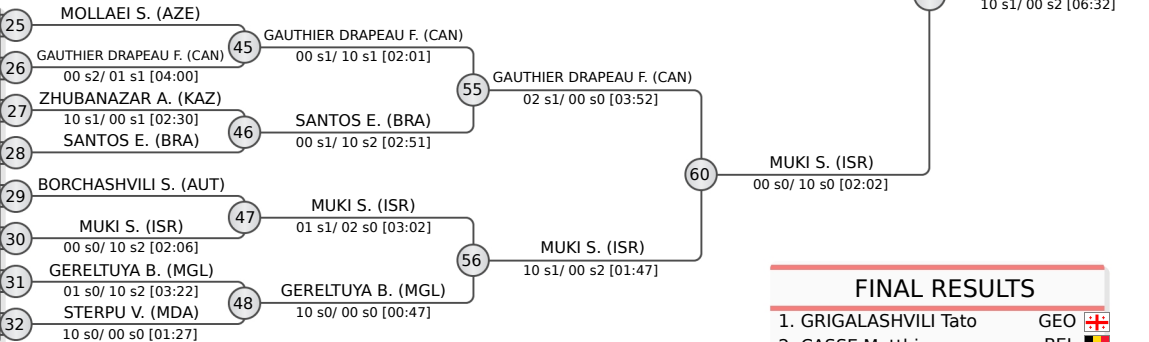 10 s1/ 00 s2 [06:32]
25
MOLLAEI S. (AZE)
45
GAUTHIER DRAPEAU F. (CAN)
00 s1/ 10 s1 [02:01]
26
GAUTHIER DRAPEAU F. (CAN)
00 s2/ 01 s1 [04:00]
55
GAUTHIER DRAPEAU F. (CAN)
02 s1/ 00 s0 [03:52]
27
ZHUBANAZAR A. (KAZ)
10 s1/ 00 s1 [02:30]
46
SANTOS E. (BRA)
00 s1/ 10 s2 [02:51]
28
SANTOS E. (BRA)
60
MUKI S. (ISR)
00 s0/ 10 s0 [02:02]
29
BORCHASHVILI S. (AUT)
47
MUKI S. (ISR)
01 s1/ 02 s0 [03:02]
30
MUKI S. (ISR)
00 s0/ 10 s2 [02:06]
56
MUKI S. (ISR)
10 s1/ 00 s2 [01:47]
31
GERELTUYA B. (MGL)
01 s0/ 10 s2 [03:22]
48
GERELTUYA B. (MGL)
10 s0/ 00 s0 [00:47]
32
STERPU V. (MDA)
10 s0/ 00 s0 [01:27]
FINAL RESULTS
1. GRIGALASHVILI Tato GEO